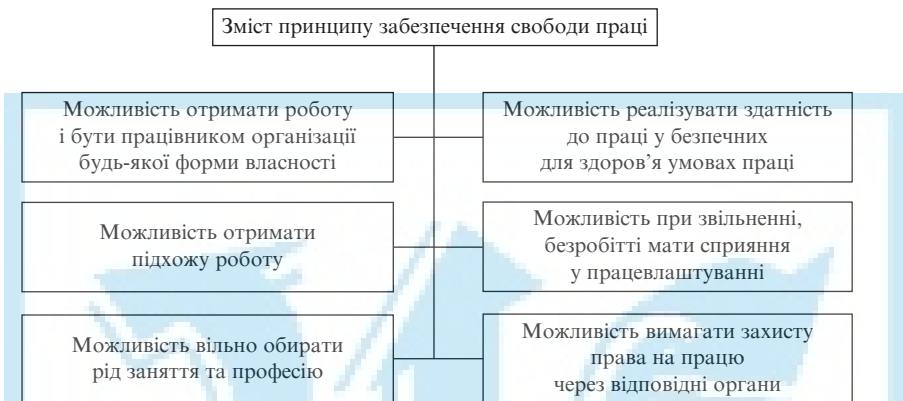 Зміст принципу забезпечення свободи праці
Можливість отримати роботу
і бути працівником організації
будь-якої форми власності
Можливість реалізувати здатність
до праці у безпечних
для здоров'я умовах праці
Можливість отримати
підхожу роботу
Можливість при звільненні,
безробітті мати сприяння
у працевлаштуванні
Можливість вільно обирати
рід заняття та професію
Можливість вимагати захисту
права на працю
через відповідні органи